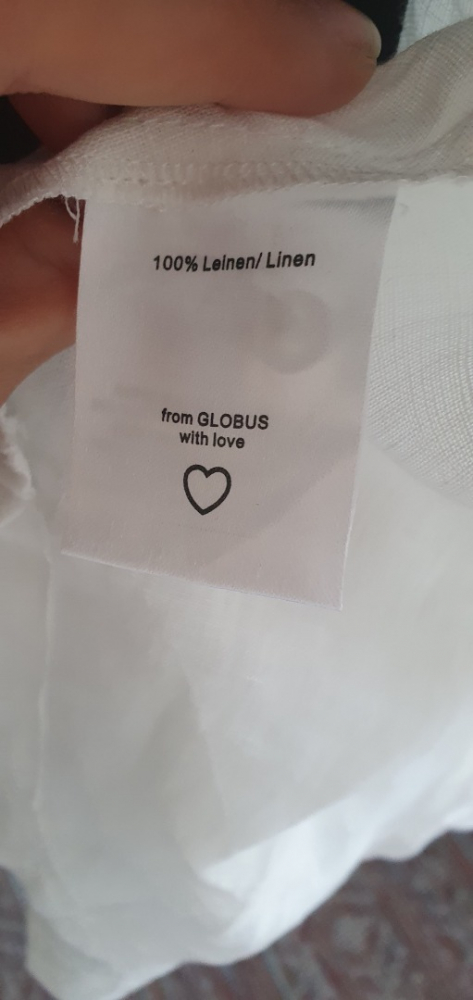 100% Leinen/ Linen
from GLOBUS
with love